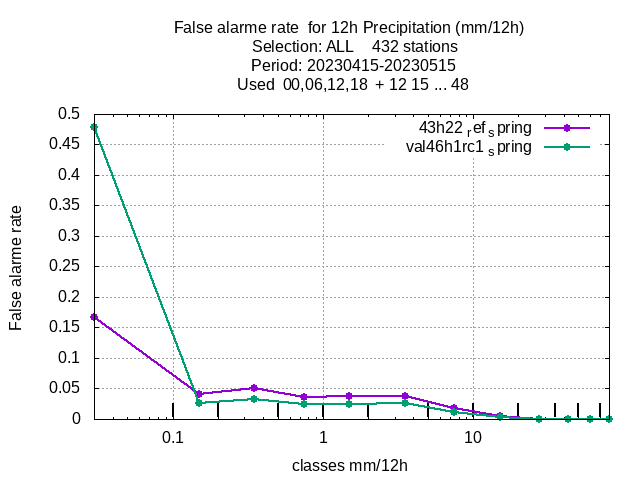 False alarme rate  for 12h Precipitation (mm/12h)
Selection: ALL    432 stations
Period: 20230415-20230515
Used  00,06,12,18  + 12 15 ... 48
43h22 ref spring
val46h1rc1 spring
0.5
0.45
0.4
0.35
0.3
0.25
0.2
0.15
0.1
0.05
0
False alarme rate
0.1
1
10
classes mm/12h